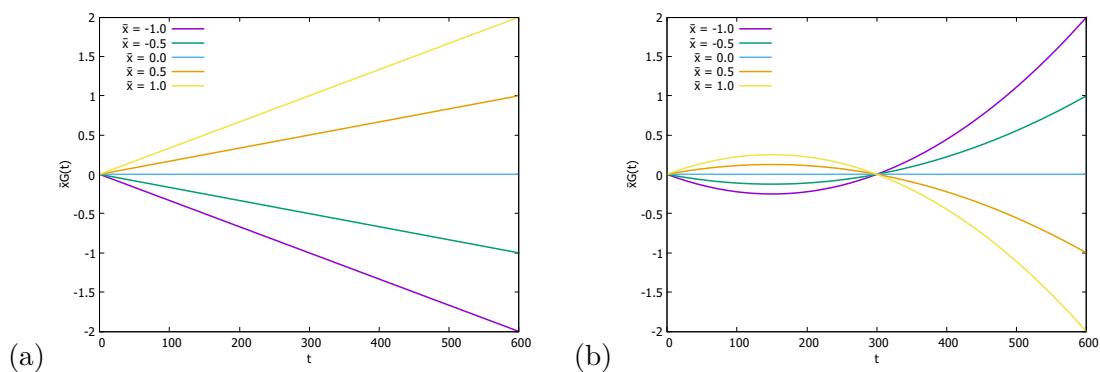 2
1.5
1
0.5
0
-0.5
-1
-1.5
-2
x̄G(t)
x̄ = -1.0
x̄ = -0.5
x̄ = 0.0
x̄ = 0.5
x̄ = 1.0
0 100 200 300 400 500 600
t
(a)
2
1.5
1
0.5
0
-0.5
-1
-1.5
-2
x̄G(t)
x̄ = -1.0
x̄ = -0.5
x̄ = 0.0
x̄ = 0.5
x̄ = 1.0
0 100 200 300 400 500 600
t
(b)